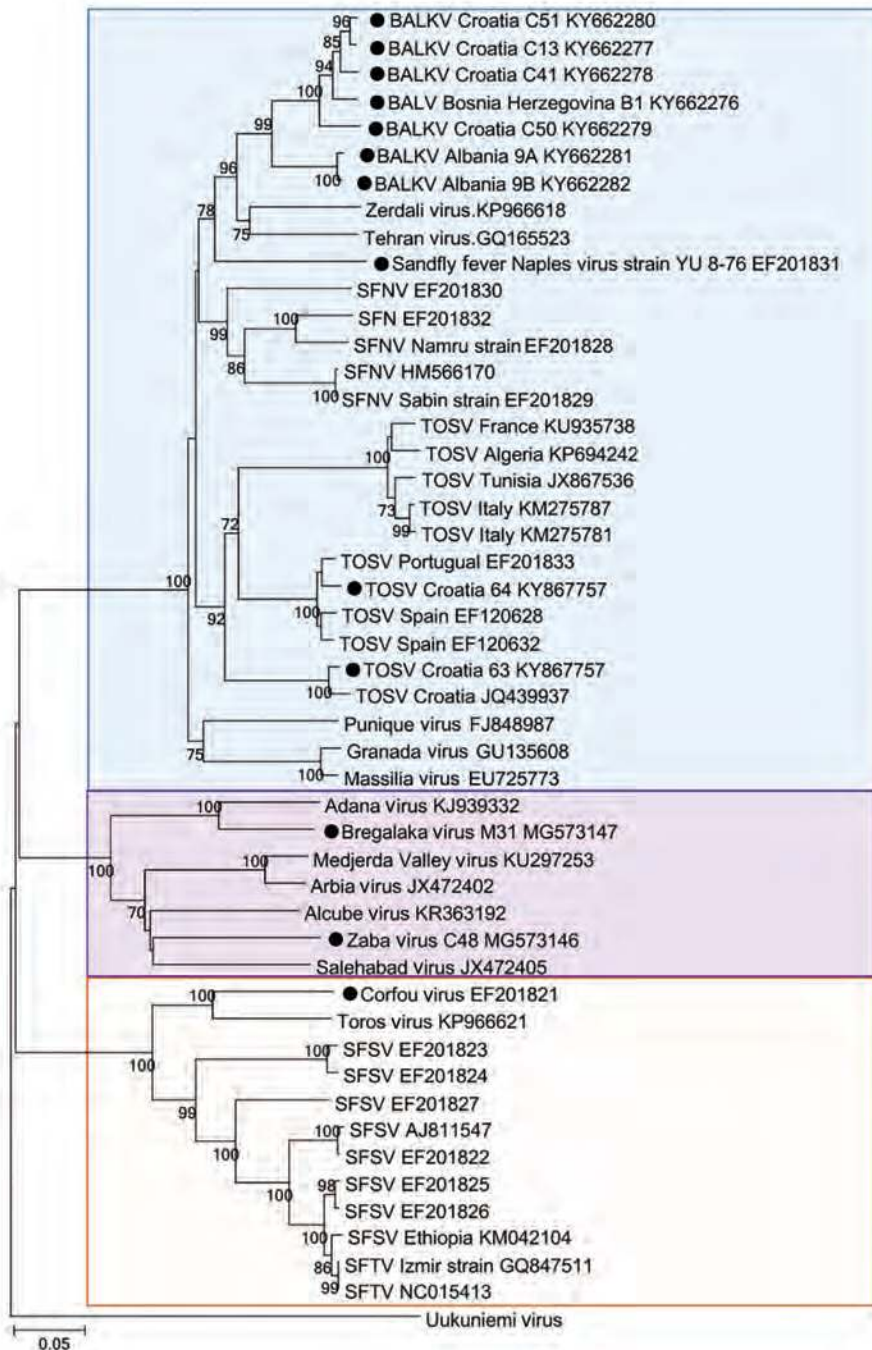 96
BALKV Croatia C51 KY662280
85
BALKV Croatia C13 KY662277
94
BALKV Croatia C41 KY662278
100
BALV Bosnia Herzegovina B1 KY662276
99
BALKV Croatia C50 KY662279
BALKV Albania 9A KY662281
96
100
BALKV Albania 9B KY662282
78
Zerdali virus.KP966618
75
Tehran virus.GQ165523
Sandfly fever Naples virus strain YU 8-76 EF201831
SFNV EF201830
99
100
SFN EF201832
SFNV Namru strain EF201828
86
SFNV HM566170
100
SFNV Sabin strain EF201829
TOSV France KU935738
100
TOSV Algeria KP694242
TOSV Tunisia JX867536
73
TOSV Italy KM275787
72
99
TOSV Italy KM275781
TOSV Portugual EF201833
100
TOSV Croatia 64 KY867757
92
100
TOSV Spain EF120628
TOSV Spain EF120632
TOSV Croatia 63 KY867757
100
TOSV Croatia JQ439937
Punique virus FJ848987
75
Granada virus GU135608
100
Massilia virus EU725773
100
Adana virus KJ939332
Bregalaka virus M31 MG573147
100
100
Medjerda Valley virus KU297253
Arbia virus JX472402
70
Alcube virus KR363192
Zaba virus C48 MG573146
Salehabad virus JX472405
100
Corfou virus EF201821
Toros virus KP966621
100
100
SFSV EF201823
SFSV EF201824
99
SFSV EF201827
100
SFSV AJ811547
100
SFSV EF201822
98
SFSV EF201825
100
SFSV EF201826
100
SFSV Ethiopia KM042104
86
SFTV Izmir strain GQ847511
99
SFTV NC015413
Uukuniemi virus
0.05